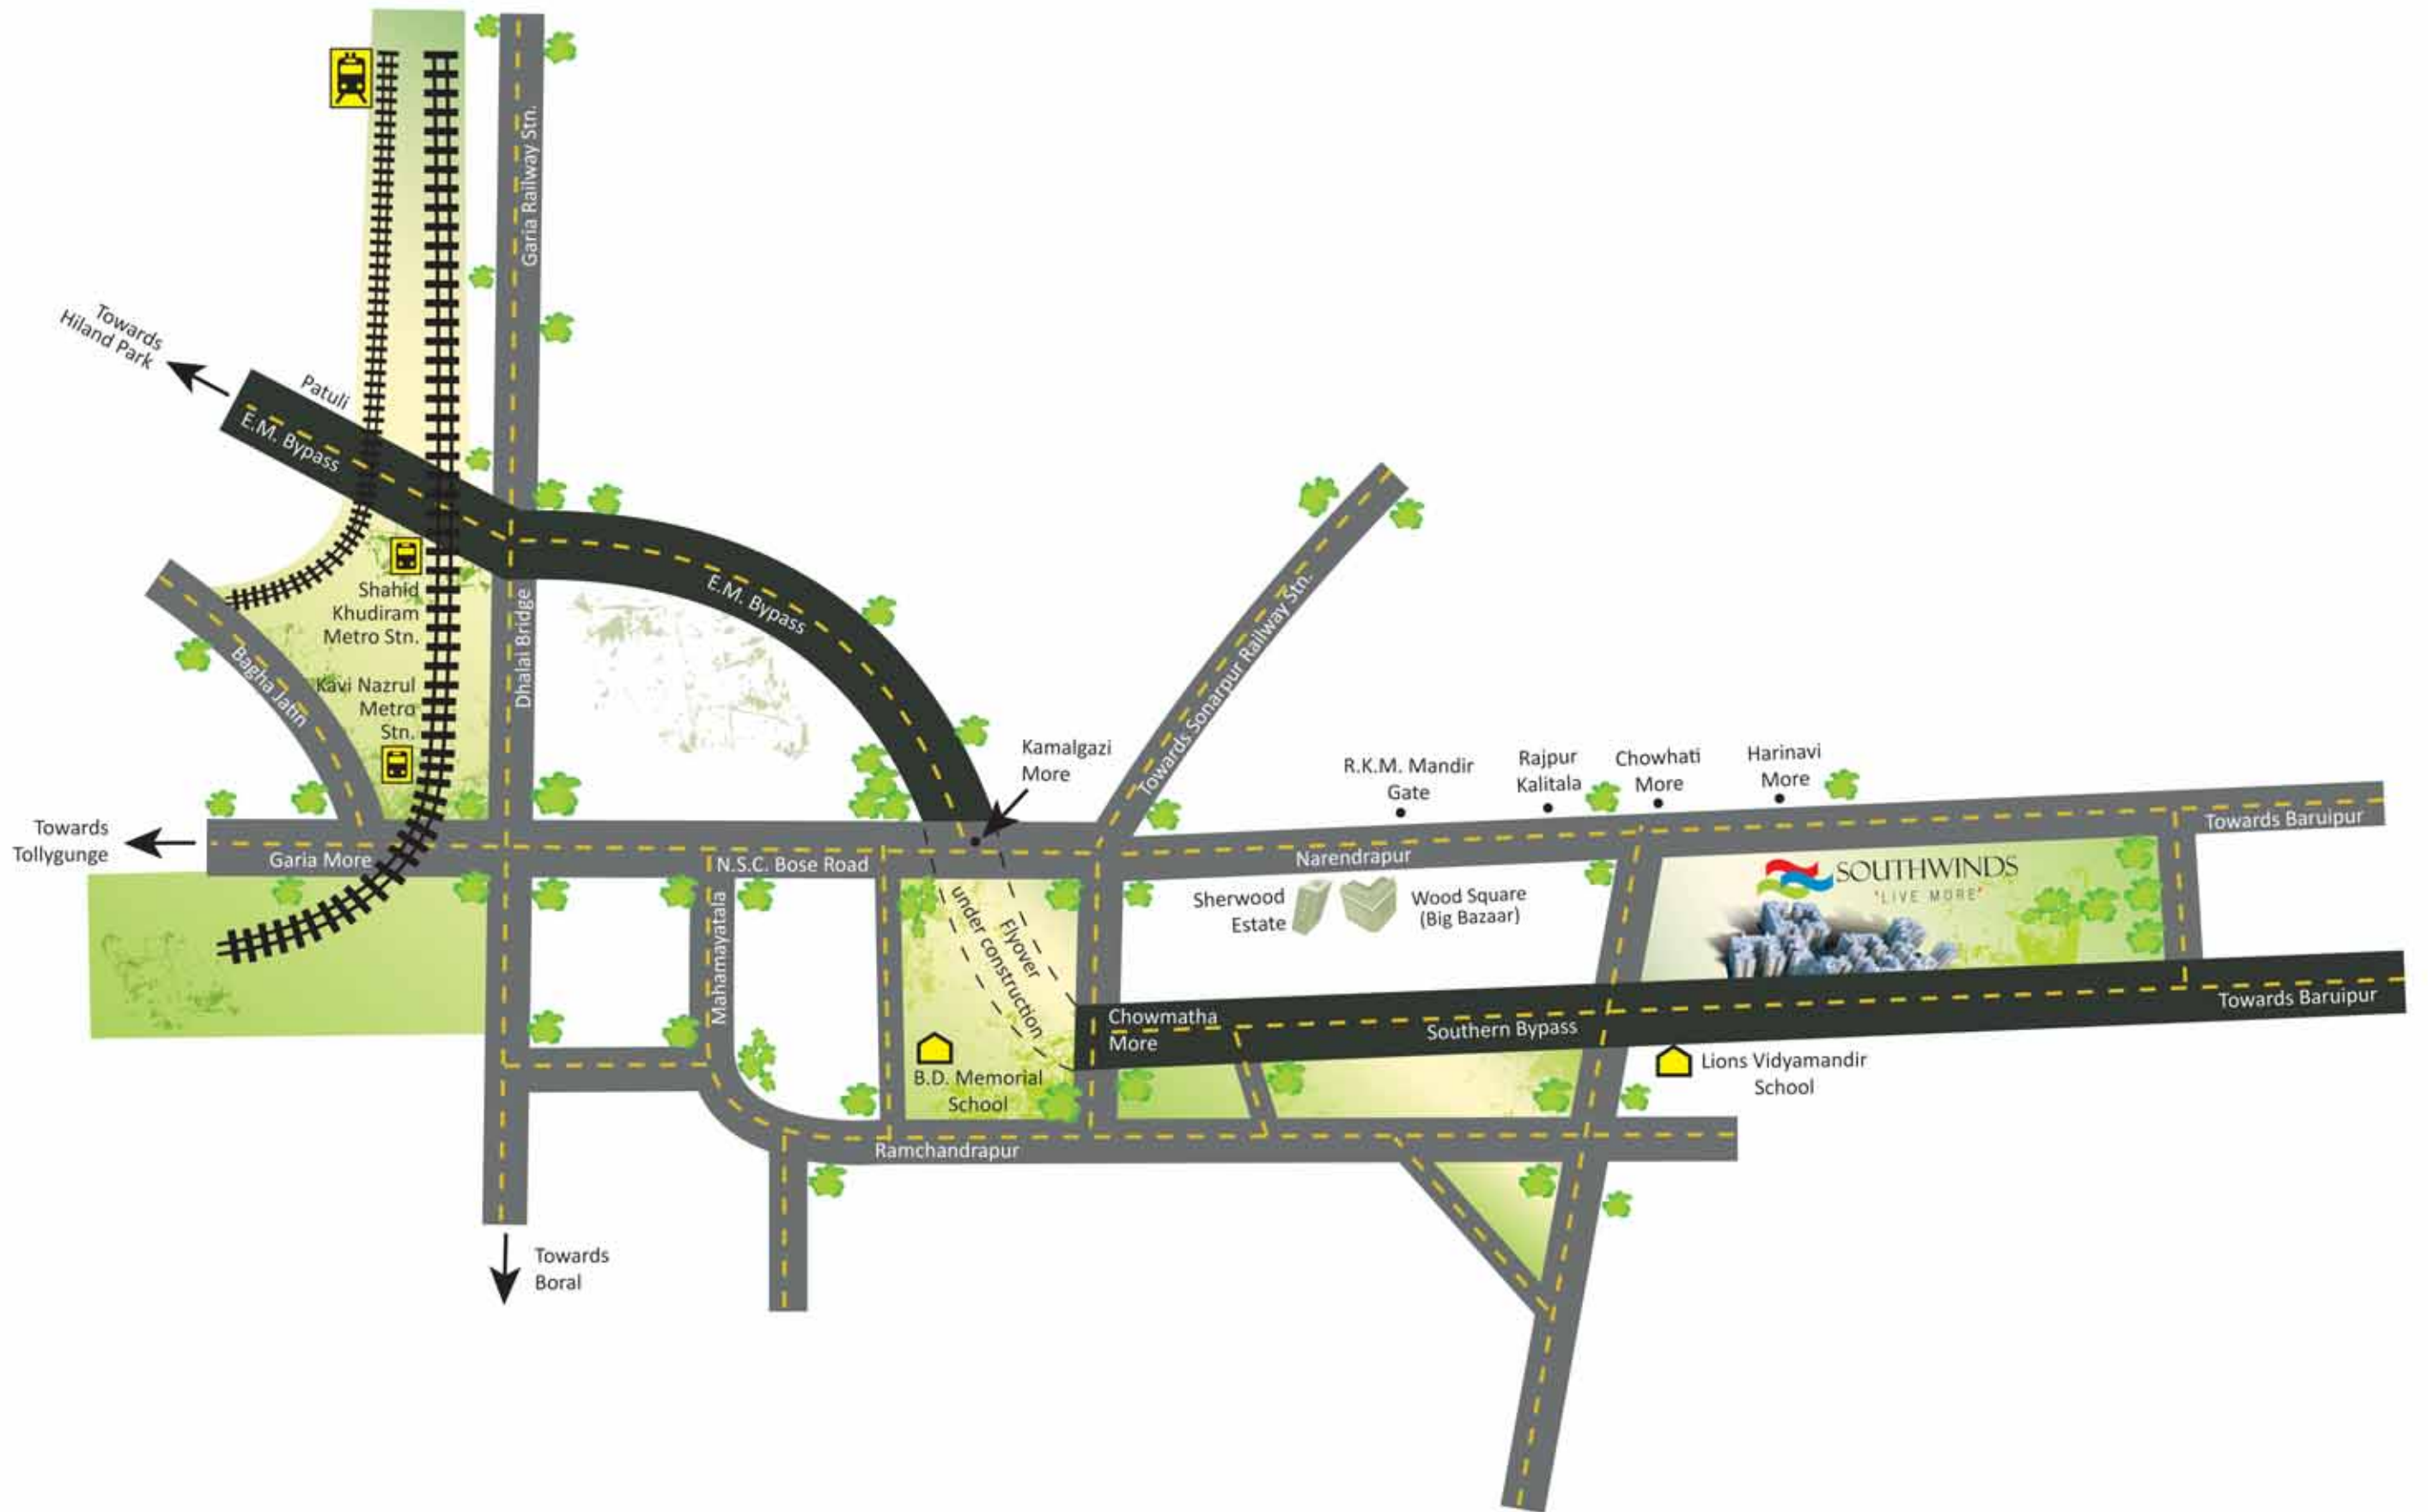 Garia Railway Stn.
Towards
Hiland Park
Patuli
E.M. Bypass
E.M. Bypass
Shahid
Khudiram
Metro Stn.
Dhalai Bridge
Bagha Jatin
Kavi Nazrul
Metro
Stn.
Towards Sonarpur Railway Stn.
Kamalgazi
More
R.K.M. Mandir
Gate
Rajpur
Kalitala
Chowhati
More
Harinavi
More
Towards
Tollygunge
Garia More
N.S.C. Bose Road
Narendrapur
Towards Baruipur
SOUTHWINDS
"LIVE MORE"
Sherwood
Estate
Wood Square
(Big Bazaar)
Mahamayatala
Flyover
under construction
Chowmatha
More
Southern Bypass
Towards Baruipur
B.D. Memorial
School
Lions Vidyamandir
School
Ramchandrapur
Towards
Boral